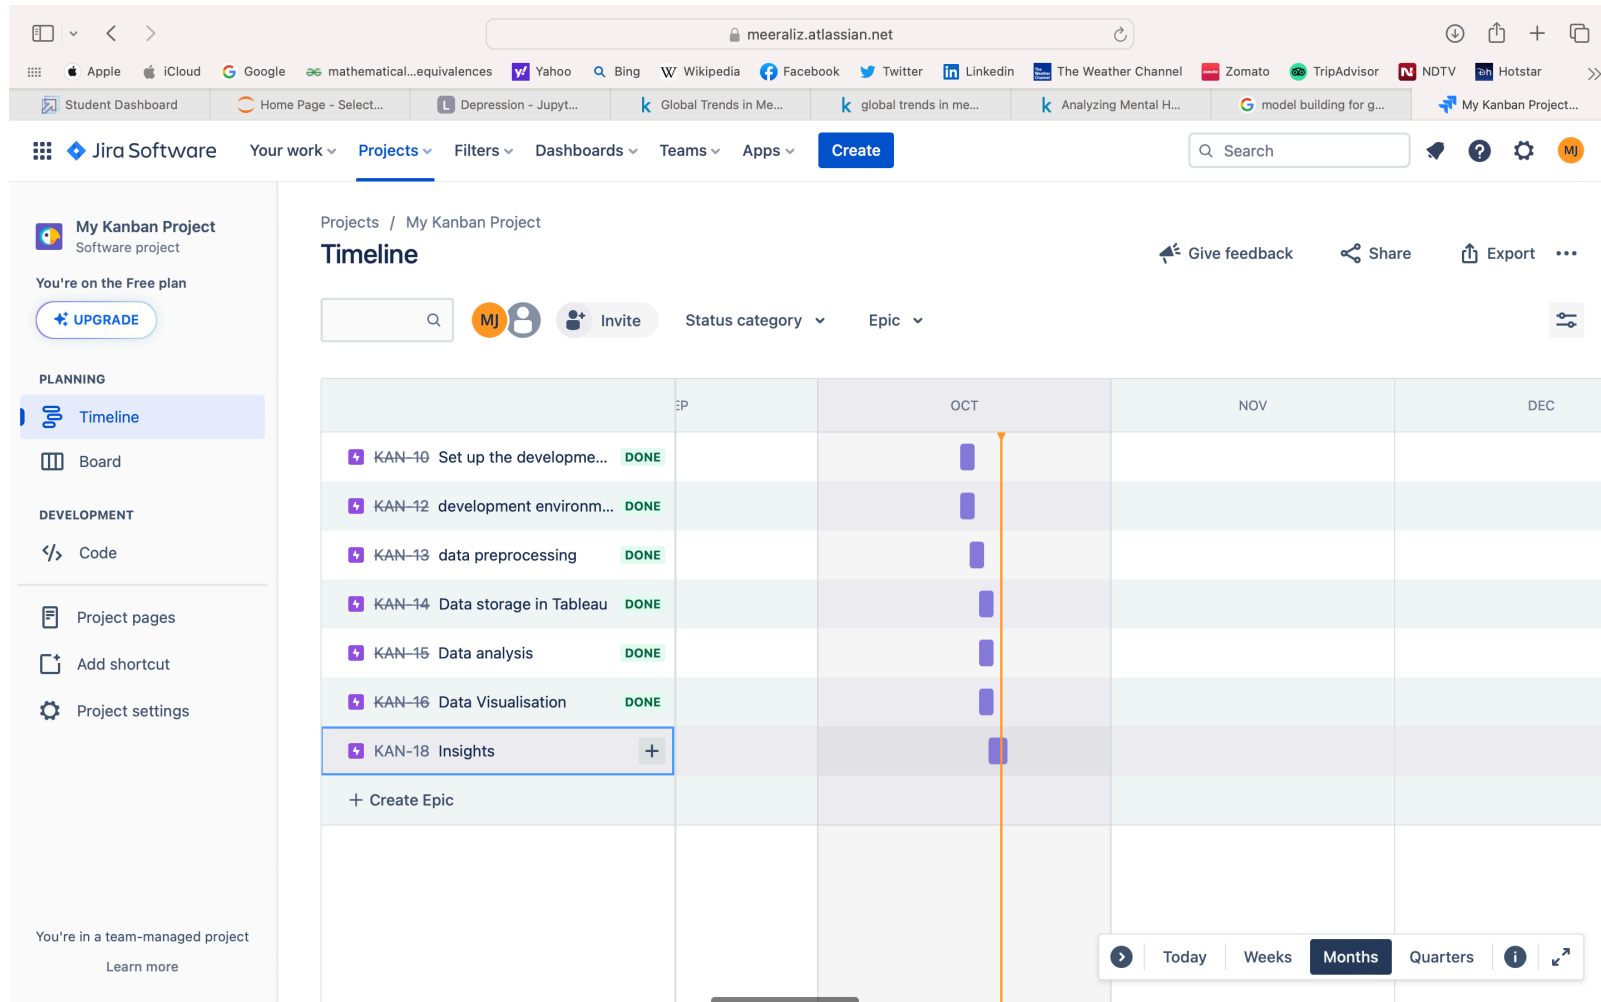 meeraliz.atlassian.net
Apple iCloud Google mathematical...equivalences Yahoo Bing Wikipedia Facebook Twitter LinkedIn The Weather Channel Zomato TripAdvisor NDTV Hotstar
Student Dashboard Home Page - Select... L Depression - Jupyt... k Global Trends in Me... k global trends in me... k Analyzing Mental H... model building for g... My Kanban Project...
Jira Software Your work Projects Filters Dashboards Teams Apps Create Search MJ
My Kanban Project
Software project
You're on the Free plan
UPGRADE
PLANNING
Timeline
Board
DEVELOPMENT
Code
Project pages
Add shortcut
Project settings
You're in a team-managed project
Learn more
Projects / My Kanban Project
Timeline
Give feedback Share Export
MJ Invite Status category Epic
EP OCT NOV DEC
KAN-10 Set up the developme... DONE
KAN-12 development environm... DONE
KAN-13 data preprocessing DONE
KAN-14 Data storage in Tableau DONE
KAN-15 Data analysis DONE
KAN-16 Data Visualisation DONE
KAN-18 Insights
Create Epic
Today Weeks Months Quarters